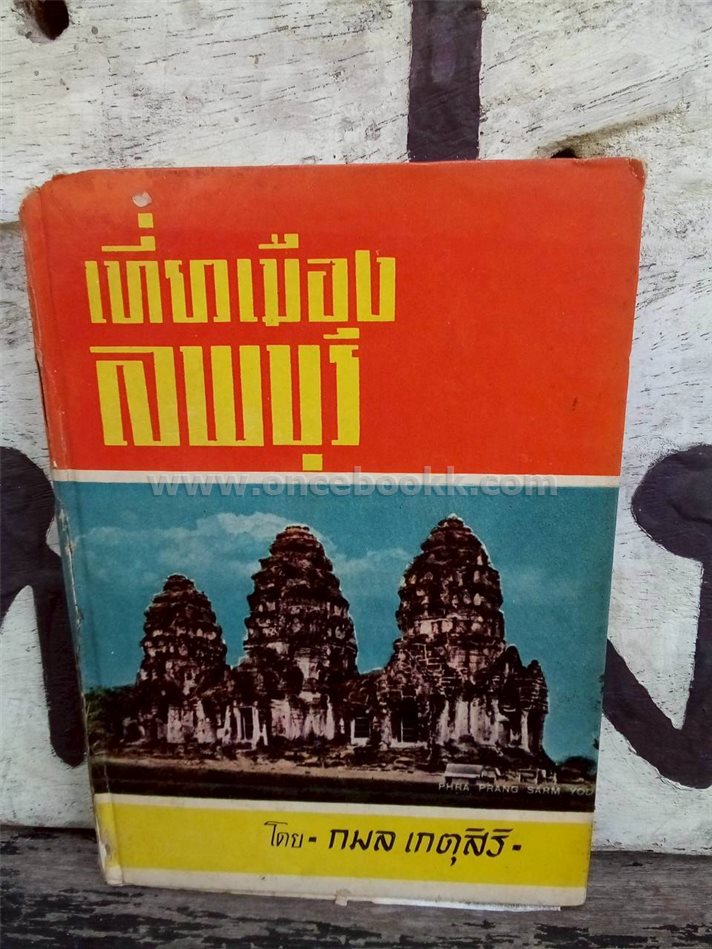 เที่ยวเมือง
ลพบุรี
www.oncebookk.com
PHRA PRANG SARM YOD
โดย - กมล เกตุสิริ -